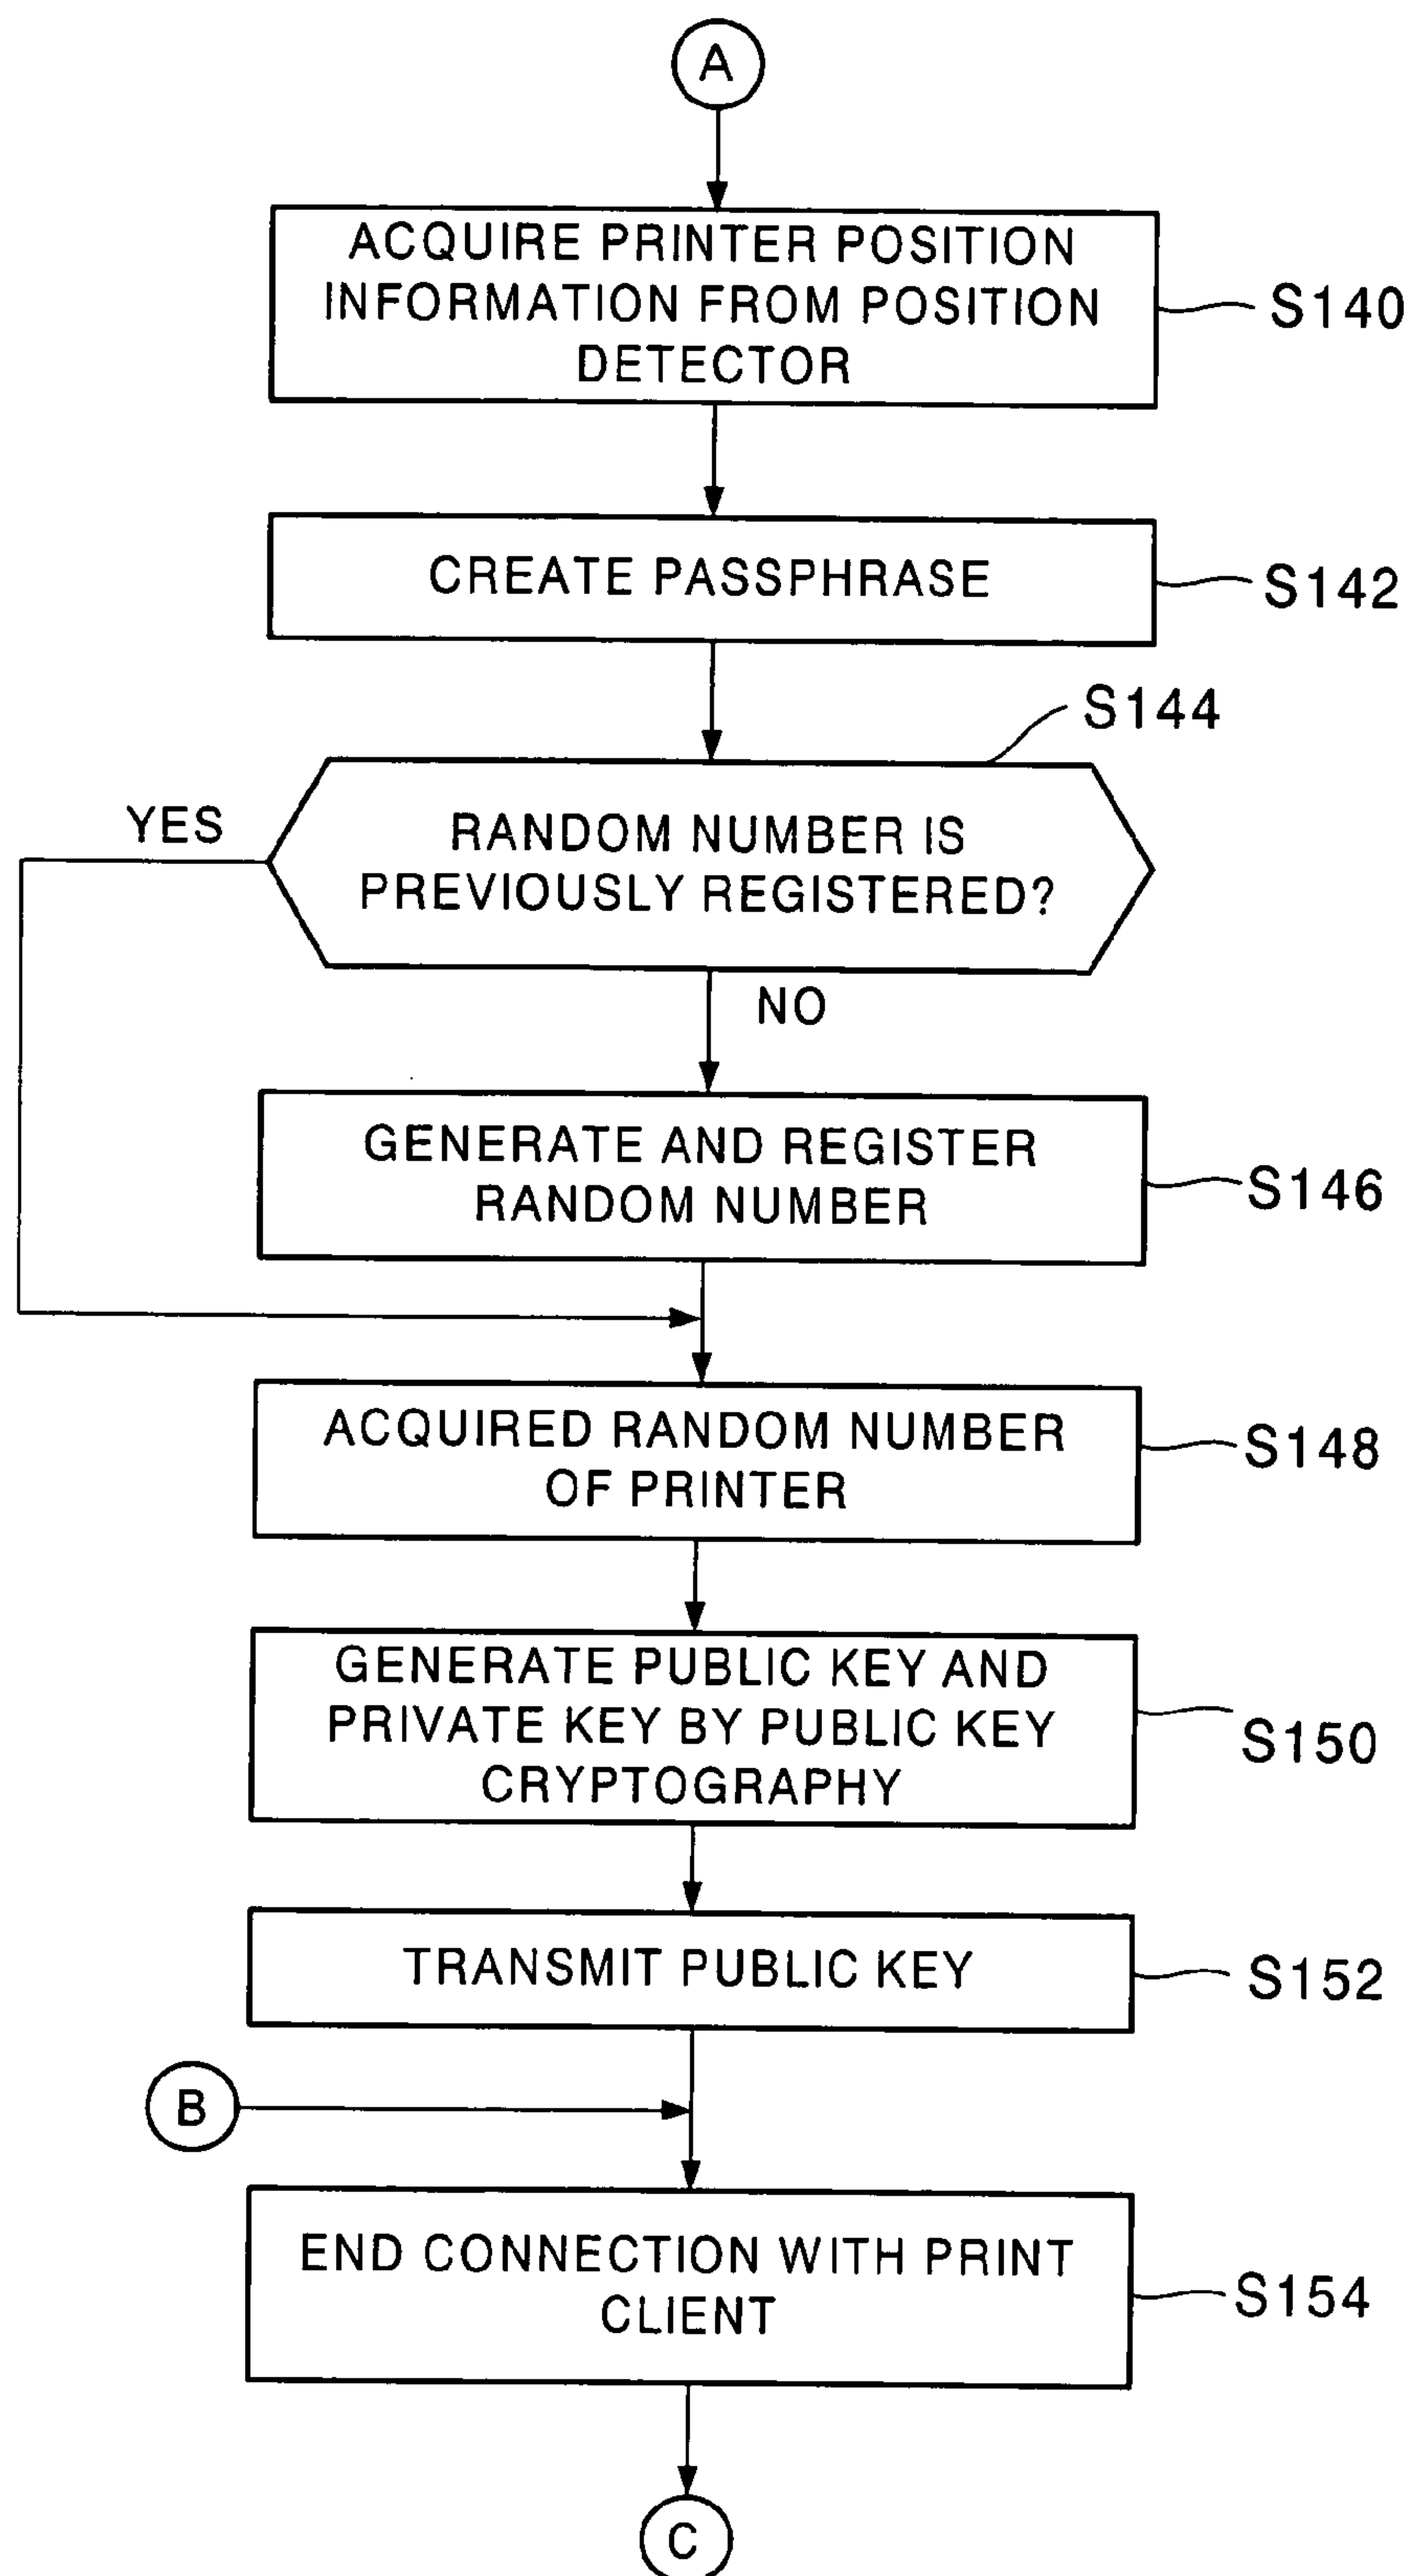 A
ACQUIRE PRINTER POSITION
INFORMATION FROM POSITION
DETECTOR
S140
CREATE PASSPHRASE
S142
S144
YES
RANDOM NUMBER IS
PREVIOUSLY REGISTERED?
NO
GENERATE AND REGISTER
RANDOM NUMBER
S146
ACQUIRED RANDOM NUMBER
OF PRINTER
S148
GENERATE PUBLIC KEY AND
PRIVATE KEY BY PUBLIC KEY
CRYPTOGRAPHY
S150
TRANSMIT PUBLIC KEY
S152
B
END CONNECTION WITH PRINT
CLIENT
S154
C